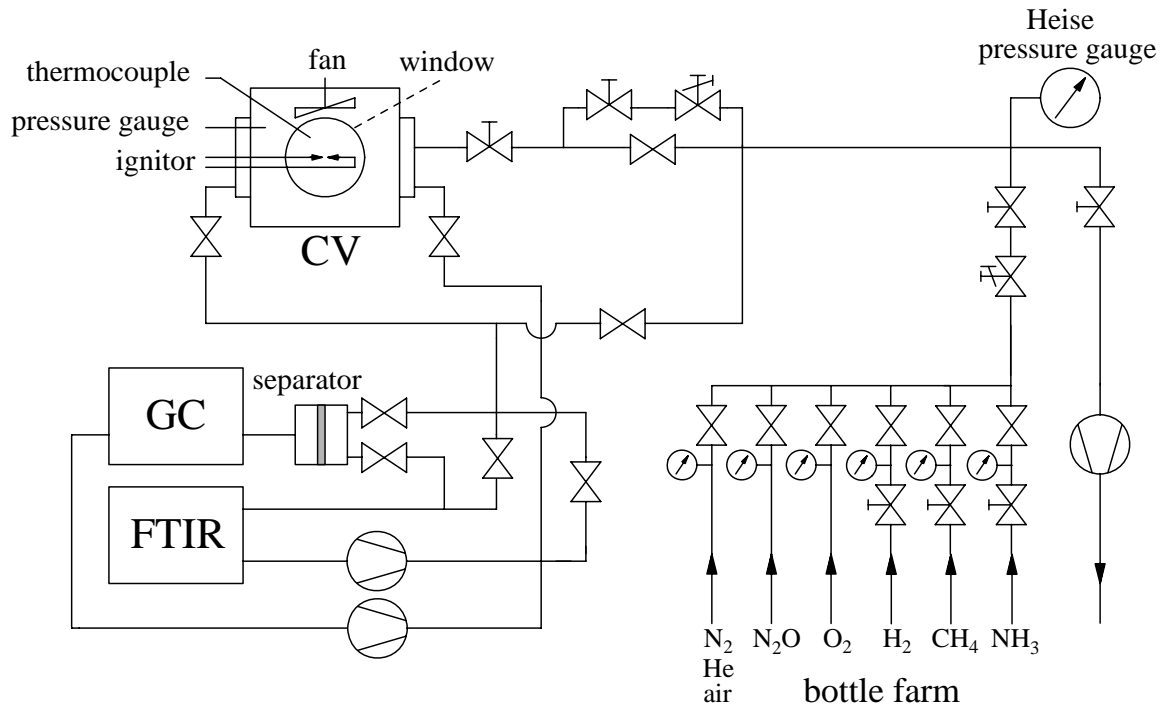 Heise
pressure gauge
fan
thermocouple
window
pressure gauge
ignitor
CV
separator
GC
FTIR
N2 N2O O2 H2 CH4 NH3
He
air
bottle farm